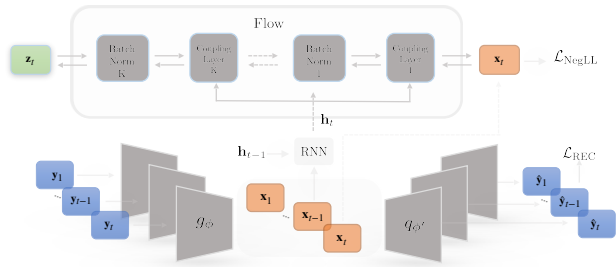 Flow
z_t
Batch
Norm
K
Coupling
Layer
K
Batch
Norm
1
Coupling
Layer
1
x_t
ℒ_NegLL
h_t
h_{t−1}
RNN
ℒ_REC
y_1
y_{t−1}
y_t
g_ϕ
x_1
x_{t−1}
x_t
q_{ϕ′}
ŷ_1
ŷ_{t−1}
ŷ_t